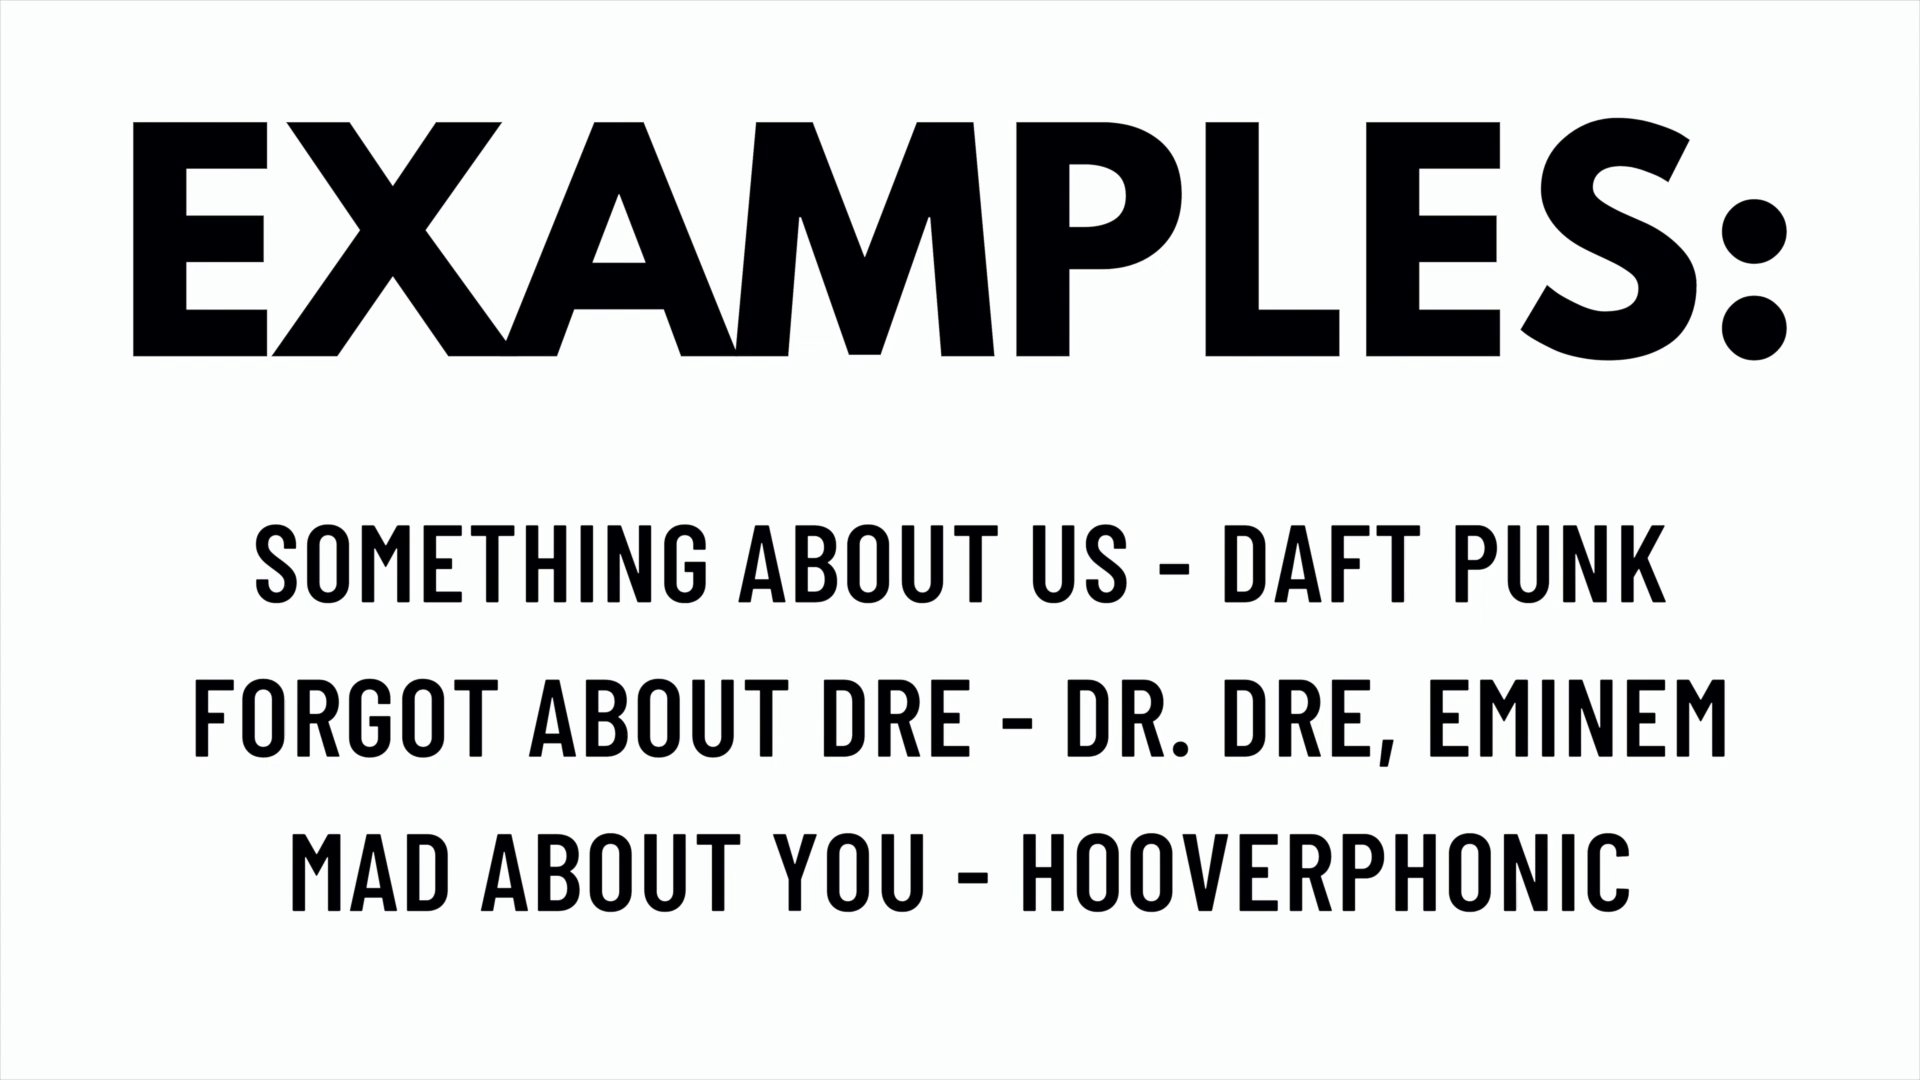 EXAMPLES:
SOMETHING ABOUT US - DAFT PUNK
FORGOT ABOUT DRE - DR. DRE, EMINEM
MAD ABOUT YOU - HOOVERPHONIC